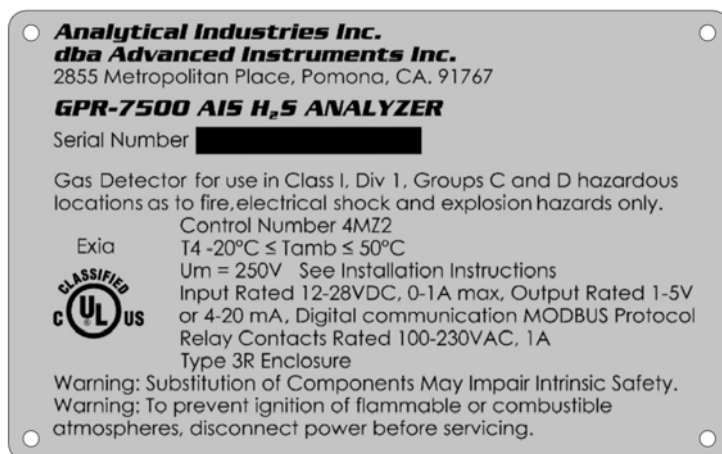 Analytical Industries Inc.
dba Advanced Instruments Inc.
2855 Metropolitan Place, Pomona, CA. 91767
GPR-7500 AIS H₂S ANALYZER
Serial Number
Gas Detector for use in Class I, Div 1, Groups C and D hazardous
locations as to fire,electrical shock and explosion hazards only.
Control Number 4MZ2
Exia
T4 -20°C ≤ Tamb ≤ 50°C
Um = 250V See Installation Instructions
CLASSIFIED
C UL ® US
Input Rated 12-28VDC, 0-1A max, Output Rated 1-5V
or 4-20 mA, Digital communication MODBUS Protocol
Relay Contacts Rated 100-230VAC, 1A
Type 3R Enclosure
Warning: Substitution of Components May Impair Intrinsic Safety.
Warning: To prevent ignition of flammable or combustible
atmospheres, disconnect power before servicing.